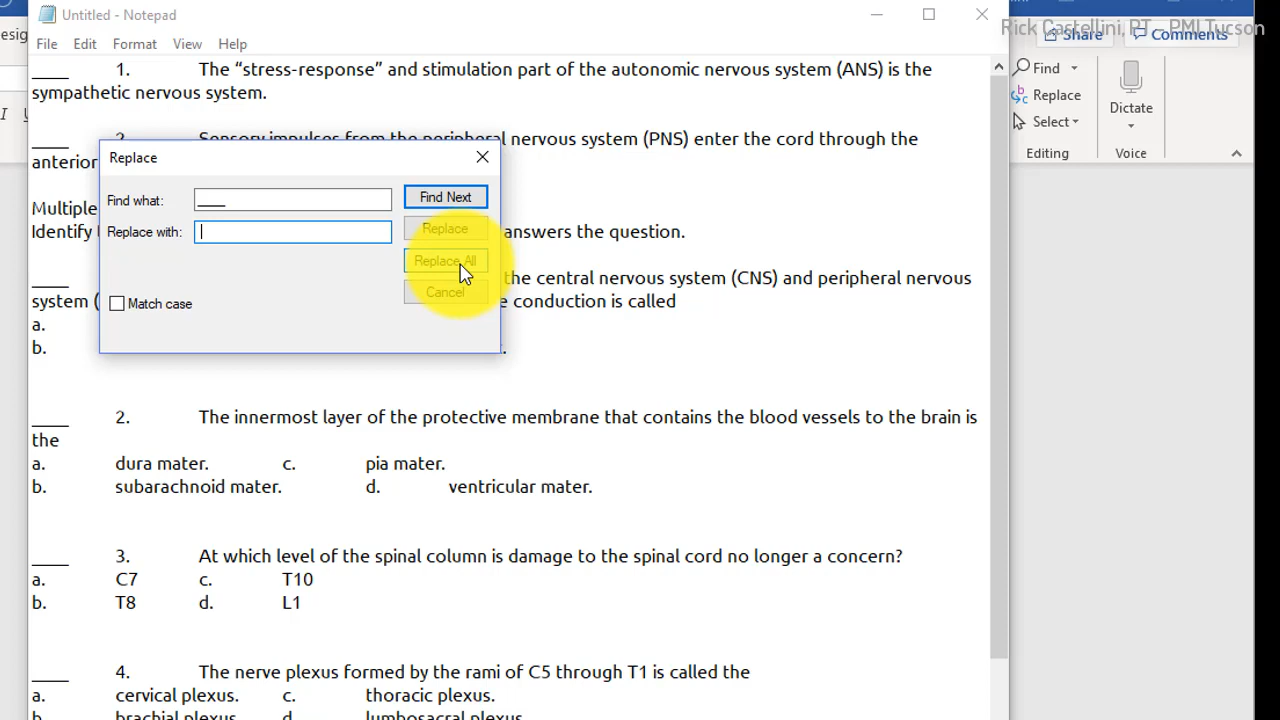 Untitled - Notepad
Rick Castellini, PT - PMI Tucson
File Edit Format View Help
Share Comments
Find
Replace
Select
Editing
Dictate
Voice
____ 1. The “stress-response” and stimulation part of the autonomic nervous system (ANS) is the
sympathetic nervous system.
____ 2. Sensory impulses from the peripheral nervous system (PNS) enter the cord through the
anterior
Multiple
Identify answers the question.
____ the central nervous system (CNS) and peripheral nervous
system ( conduction is called
a.
b.
Replace
Find what: ____
Find Next
Replace with:
Replace
Replace All
Cancel
Match case
____ 2. The innermost layer of the protective membrane that contains the blood vessels to the brain is
the
a. dura mater. c. pia mater.
b. subarachnoid mater. d. ventricular mater.
____ 3. At which level of the spinal column is damage to the spinal cord no longer a concern?
a. C7 c. T10
b. T8 d. L1
____ 4. The nerve plexus formed by the rami of C5 through T1 is called the
a. cervical plexus. c. thoracic plexus.
b. brachial plexus. d. lumbosacral plexus.